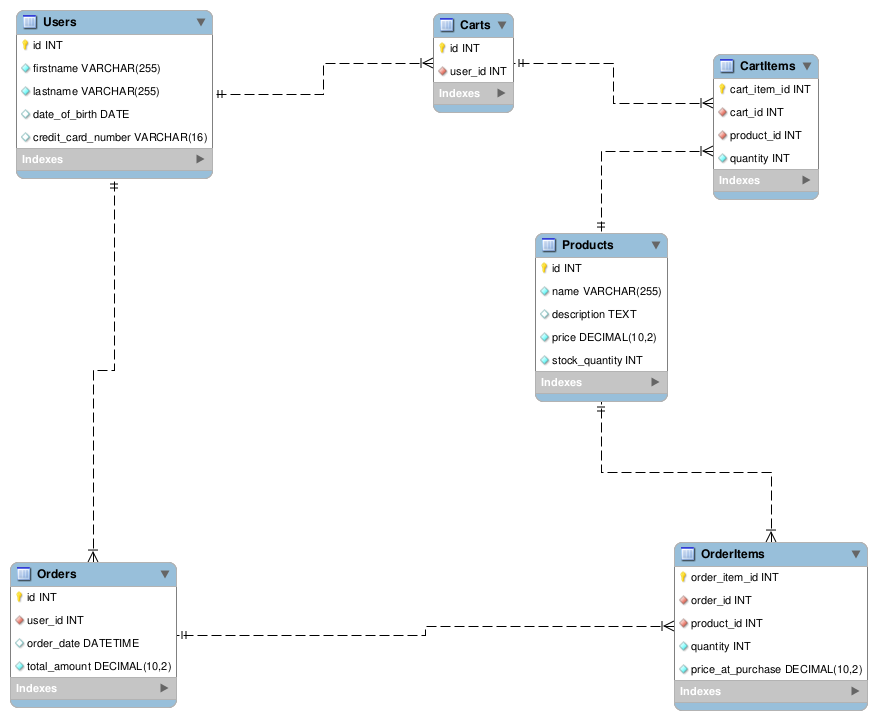 Users
id INT
firstname VARCHAR(255)
lastname VARCHAR(255)
date_of_birth DATE
credit_card_number VARCHAR(16)
Indexes
Carts
id INT
user_id INT
Indexes
CartItems
cart_item_id INT
cart_id INT
product_id INT
quantity INT
Indexes
Products
id INT
name VARCHAR(255)
description TEXT
price DECIMAL(10,2)
stock_quantity INT
Indexes
Orders
id INT
user_id INT
order_date DATETIME
total_amount DECIMAL(10,2)
Indexes
OrderItems
order_item_id INT
order_id INT
product_id INT
quantity INT
price_at_purchase DECIMAL(10,2)
Indexes